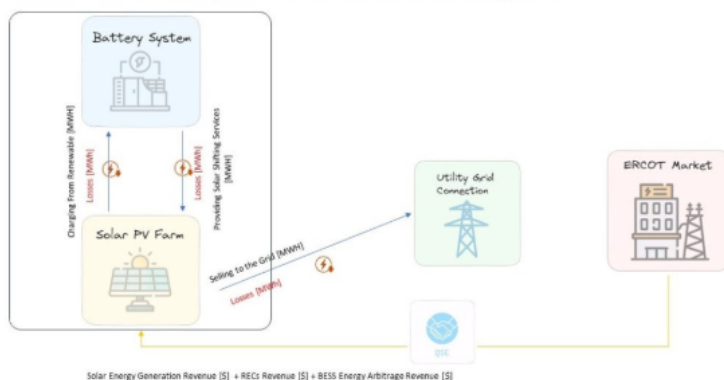 Battery System
Charging From Renewable [MWH]
Losses [MWh]
Losses [MWh]
Providing Solar Shifting Services
[MWH]
Solar PV Farm
Selling to the Grid [MWH]
Losses [MWh]
Utility Grid
Connection
ERCOT Market
QSE
Solar Energy Generation Revenue [$] + RECs Revenue [$] + BESS Energy Arbitrage Revenue [$]